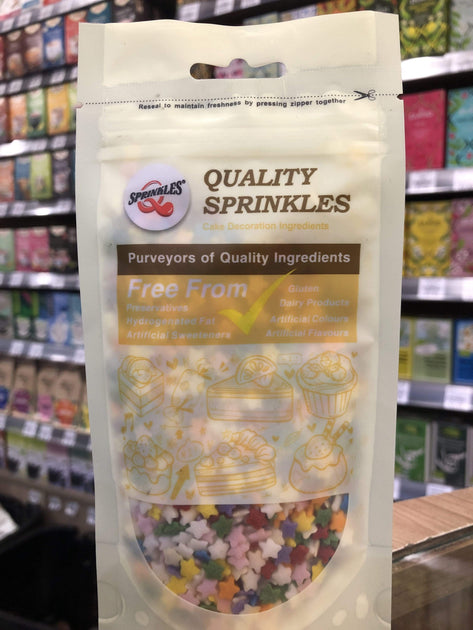 Reseal to maintain freshness by pressing zipper together
SPRINKLES®
QUALITY
SPRINKLES
Cake Decoration Ingredients
Purveyors of Quality Ingredients
Free From
Preservatives
Hydrogenated Fat
Artificial Sweeteners
Gluten
Dairy Products
Artificial Colours
Artificial Flavours